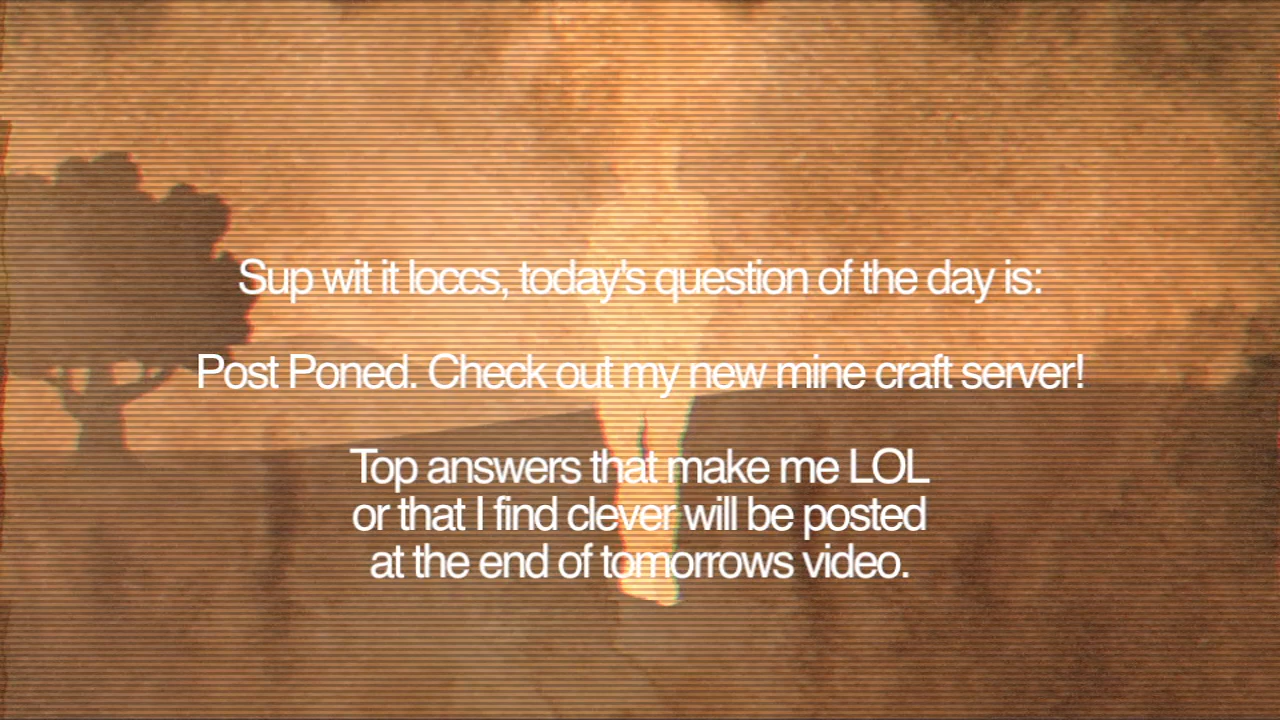 Sup wit it loccs, today's question of the day is:
Post Poned. Check out my new mine craft server!
Top answers that make me LOL
or that I find clever will be posted
at the end of tomorrows video.